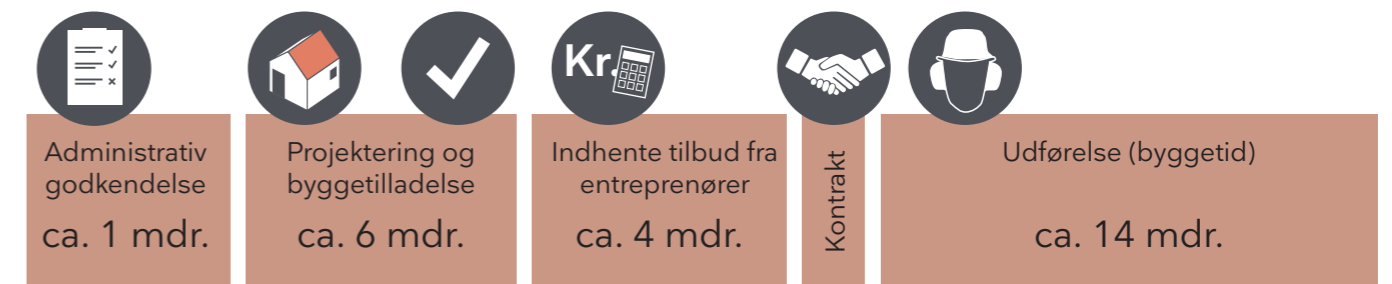 Kr.
Administrativ
godkendelse
ca. 1 mdr.
Projektering og
byggetilladelse
ca. 6 mdr.
Indhente tilbud fra
entreprenører
ca. 4 mdr.
Kontrakt
Udførelse (byggetid)
ca. 14 mdr.